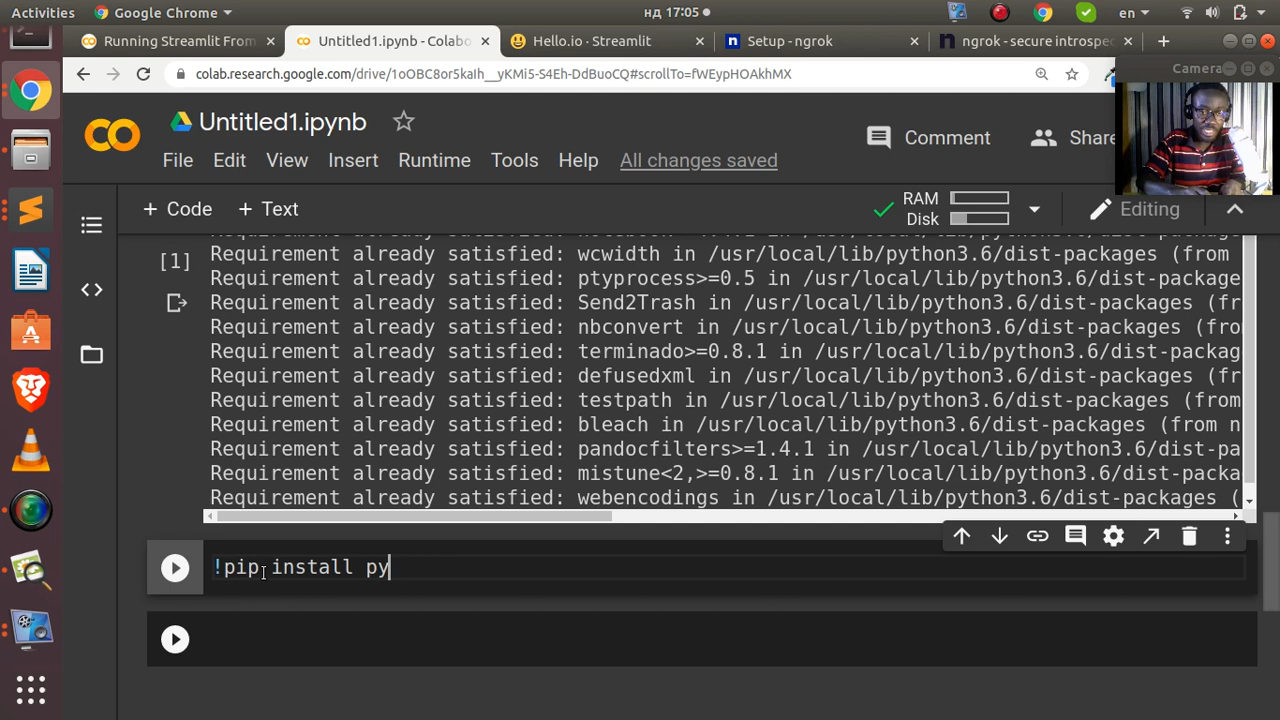 Activities Google Chrome нд 17:05 en
Running Streamlit From Untitled1.ipynb - Colabo Hello.io · Streamlit Setup - ngrok ngrok - secure introspec
colab.research.google.com/drive/1oOBC8or5kaIh__yKMi5-S4Eh-DdBuoCQ#scrollTo=fWEypHOAkhMX
Camera
Untitled1.ipynb
Comment Share
File Edit View Insert Runtime Tools Help All changes saved
+ Code + Text RAM Disk Editing
[1]
Requirement already satisfied: wcwidth in /usr/local/lib/python3.6/dist-packages (from
Requirement already satisfied: ptyprocess>=0.5 in /usr/local/lib/python3.6/dist-package
Requirement already satisfied: Send2Trash in /usr/local/lib/python3.6/dist-packages (fr
Requirement already satisfied: nbconvert in /usr/local/lib/python3.6/dist-packages (fro
Requirement already satisfied: terminado>=0.8.1 in /usr/local/lib/python3.6/dist-packag
Requirement already satisfied: defusedxml in /usr/local/lib/python3.6/dist-packages (fr
Requirement already satisfied: testpath in /usr/local/lib/python3.6/dist-packages (from
Requirement already satisfied: bleach in /usr/local/lib/python3.6/dist-packages (from n
Requirement already satisfied: pandocfilters>=1.4.1 in /usr/local/lib/python3.6/dist-pa
Requirement already satisfied: mistune<2,>=0.8.1 in /usr/local/lib/python3.6/dist-packa
Requirement already satisfied: webencodings in /usr/local/lib/python3.6/dist-packages (
!pip install py